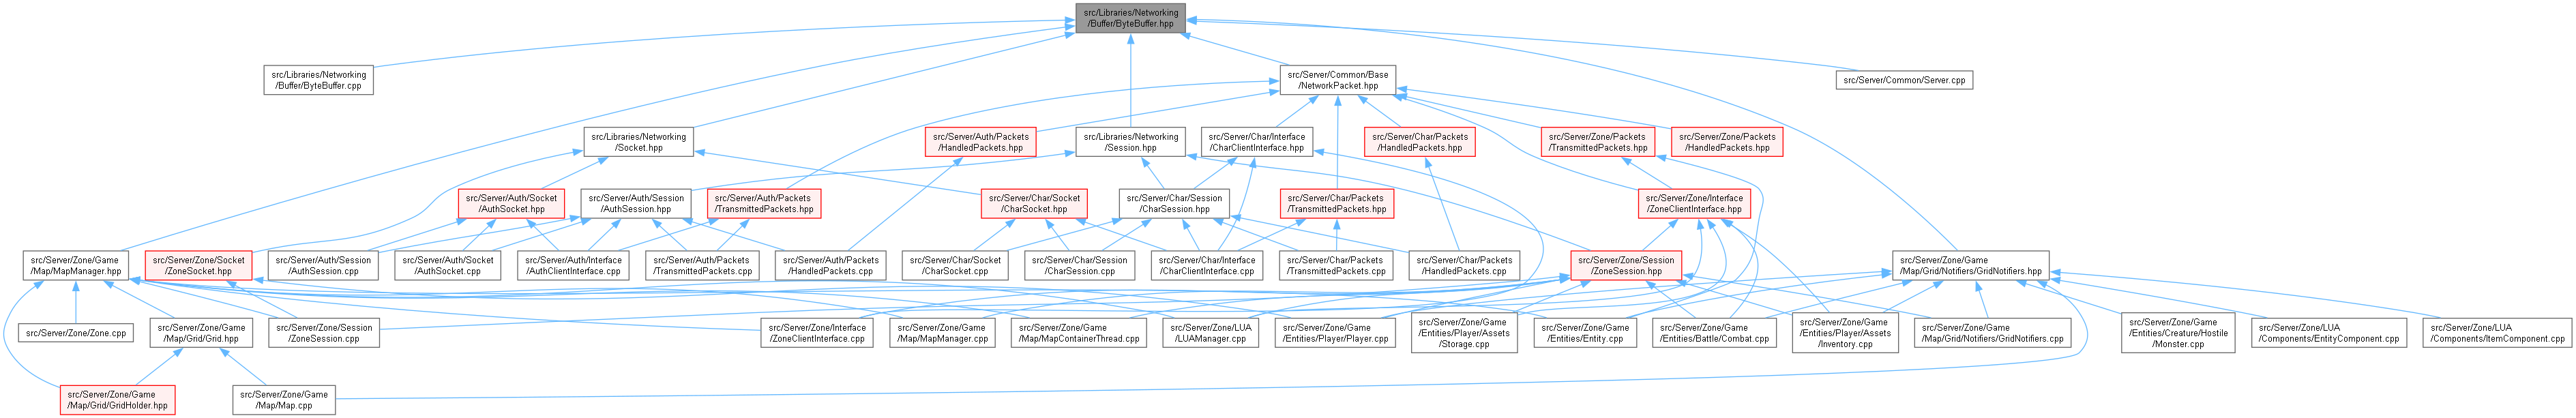 src/Libraries/Networking
/Buffer/ByteBuffer.hpp
src/Libraries/Networking
/Buffer/ByteBuffer.cpp
src/Server/Common/Base
/NetworkPacket.hpp
src/Server/Common/Server.cpp
src/Libraries/Networking
/Socket.hpp
src/Server/Auth/Packets
/HandledPackets.hpp
src/Libraries/Networking
/Session.hpp
src/Server/Char/Interface
/CharClientInterface.hpp
src/Server/Char/Packets
/HandledPackets.hpp
src/Server/Zone/Packets
/TransmittedPackets.hpp
src/Server/Zone/Packets
/HandledPackets.hpp
src/Server/Auth/Socket
/AuthSocket.hpp
src/Server/Auth/Session
/AuthSession.hpp
src/Server/Auth/Packets
/TransmittedPackets.hpp
src/Server/Char/Socket
/CharSocket.hpp
src/Server/Char/Session
/CharSession.hpp
src/Server/Char/Packets
/TransmittedPackets.hpp
src/Server/Zone/Interface
/ZoneClientInterface.hpp
src/Server/Zone/Game
/Map/MapManager.hpp
src/Server/Zone/Socket
/ZoneSocket.hpp
src/Server/Auth/Session
/AuthSession.cpp
src/Server/Auth/Socket
/AuthSocket.cpp
src/Server/Auth/Interface
/AuthClientInterface.cpp
src/Server/Auth/Packets
/TransmittedPackets.cpp
src/Server/Auth/Packets
/HandledPackets.cpp
src/Server/Char/Socket
/CharSocket.cpp
src/Server/Char/Session
/CharSession.cpp
src/Server/Char/Interface
/CharClientInterface.cpp
src/Server/Char/Packets
/TransmittedPackets.cpp
src/Server/Char/Packets
/HandledPackets.cpp
src/Server/Zone/Session
/ZoneSession.hpp
src/Server/Zone/Game
/Map/Grid/Notifiers/GridNotifiers.hpp
src/Server/Zone/Zone.cpp
src/Server/Zone/Game
/Map/Grid/Grid.hpp
src/Server/Zone/Session
/ZoneSession.cpp
src/Server/Zone/Interface
/ZoneClientInterface.cpp
src/Server/Zone/Game
/Map/MapManager.cpp
src/Server/Zone/Game
/Map/MapContainerThread.cpp
src/Server/Zone/LUA
/LUAManager.cpp
src/Server/Zone/Game
/Entities/Player/Player.cpp
src/Server/Zone/Game
/Entities/Player/Assets
/Storage.cpp
src/Server/Zone/Game
/Entities/Entity.cpp
src/Server/Zone/Game
/Entities/Battle/Combat.cpp
src/Server/Zone/Game
/Entities/Player/Assets
/Inventory.cpp
src/Server/Zone/Game
/Map/Grid/Notifiers/GridNotifiers.cpp
src/Server/Zone/Game
/Entities/Creature/Hostile
/Monster.cpp
src/Server/Zone/LUA
/Components/EntityComponent.cpp
src/Server/Zone/LUA
/Components/ItemComponent.cpp
src/Server/Zone/Game
/Map/Grid/GridHolder.hpp
src/Server/Zone/Game
/Map/Map.cpp